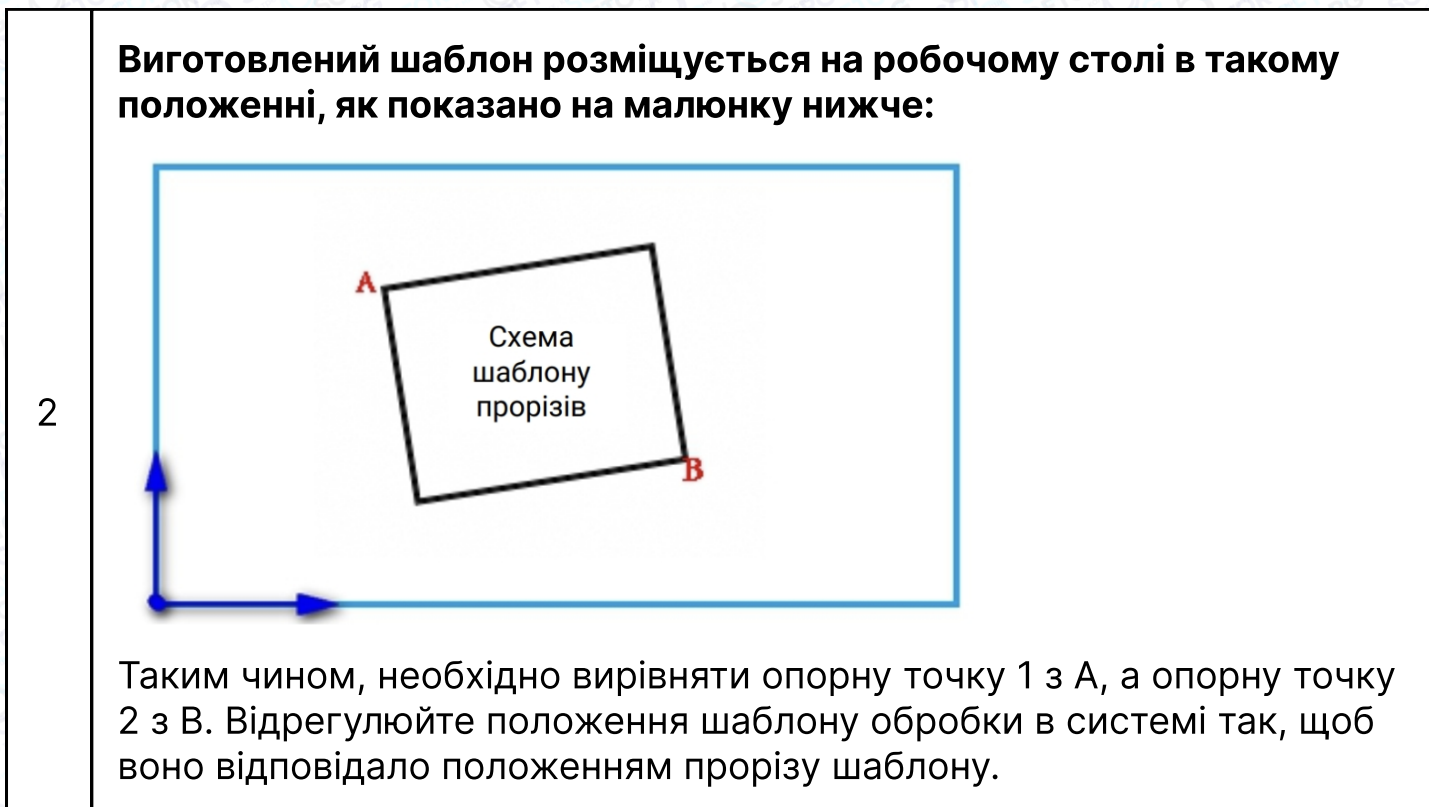 Виготовлений шаблон розміщується на робочому столі в такому
положенні, як показано на малюнку нижче:
A
Схема
шаблону
прорізів
2
B
Таким чином, необхідно вирівняти опорну точку 1 з А, а опорну точку
2 з В. Відрегулюйте положення шаблону обробки в системі так, щоб
воно відповідало положенням прорізу шаблону.